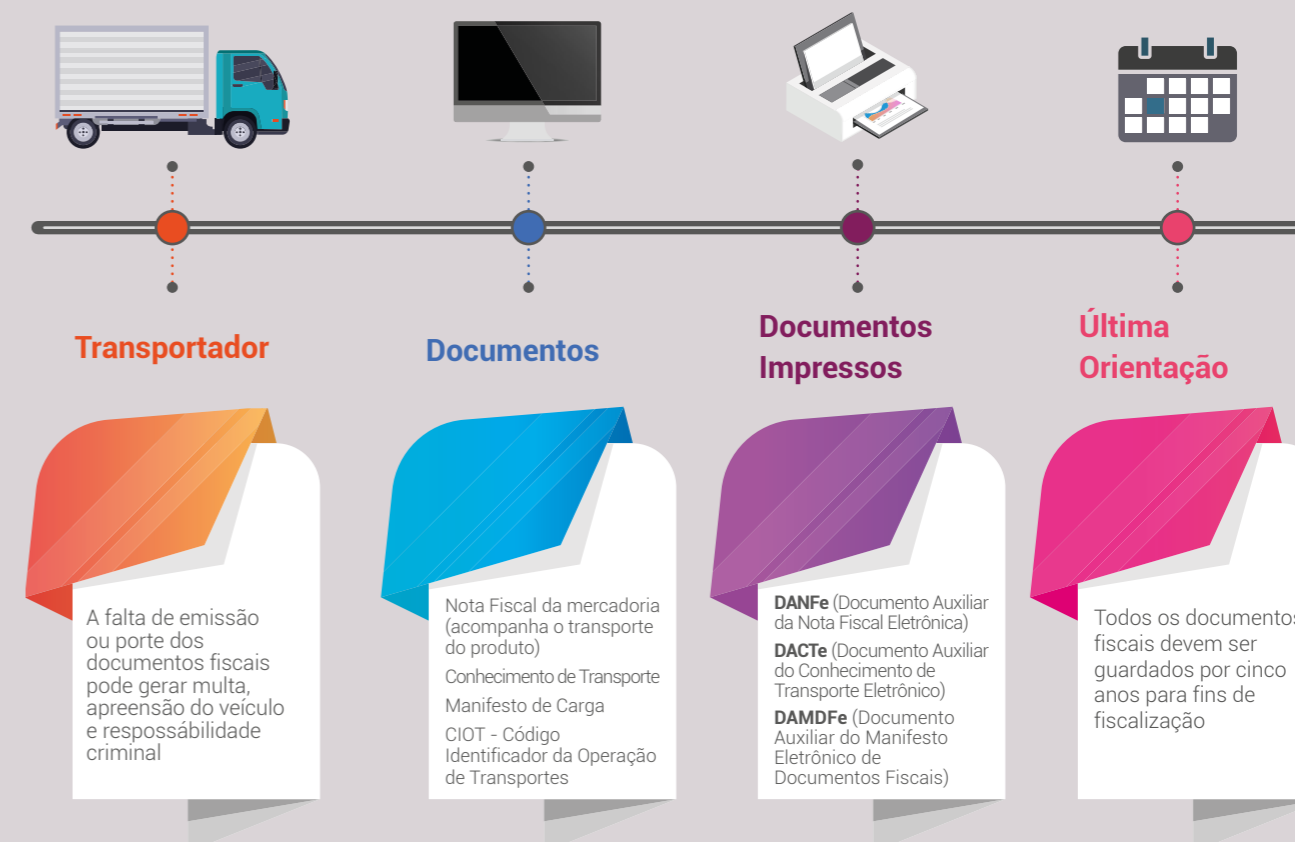 Transportador
A falta de emissão
ou porte dos
documentos fiscais
pode gerar multa,
apreensão do veículo
e respossábilidade
criminal
Documentos
Nota Fiscal da mercadoria
(acompanha o transporte
do produto)
Conhecimento de Transporte
Manifesto de Carga
CIOT - Código
Identificador da Operação
de Transportes
Documentos
Impressos
DANFe (Documento Auxiliar
da Nota Fiscal Eletrônica)
DACTe (Documento Auxiliar
do Conhecimento de
Transporte Eletrônico)
DAMDFe (Documento
Auxiliar do Manifesto
Eletrônico de
Documentos Fiscais)
Última
Orientação
Todos os documentos
fiscais devem ser
guardados por cinco
anos para fins de
fiscalização